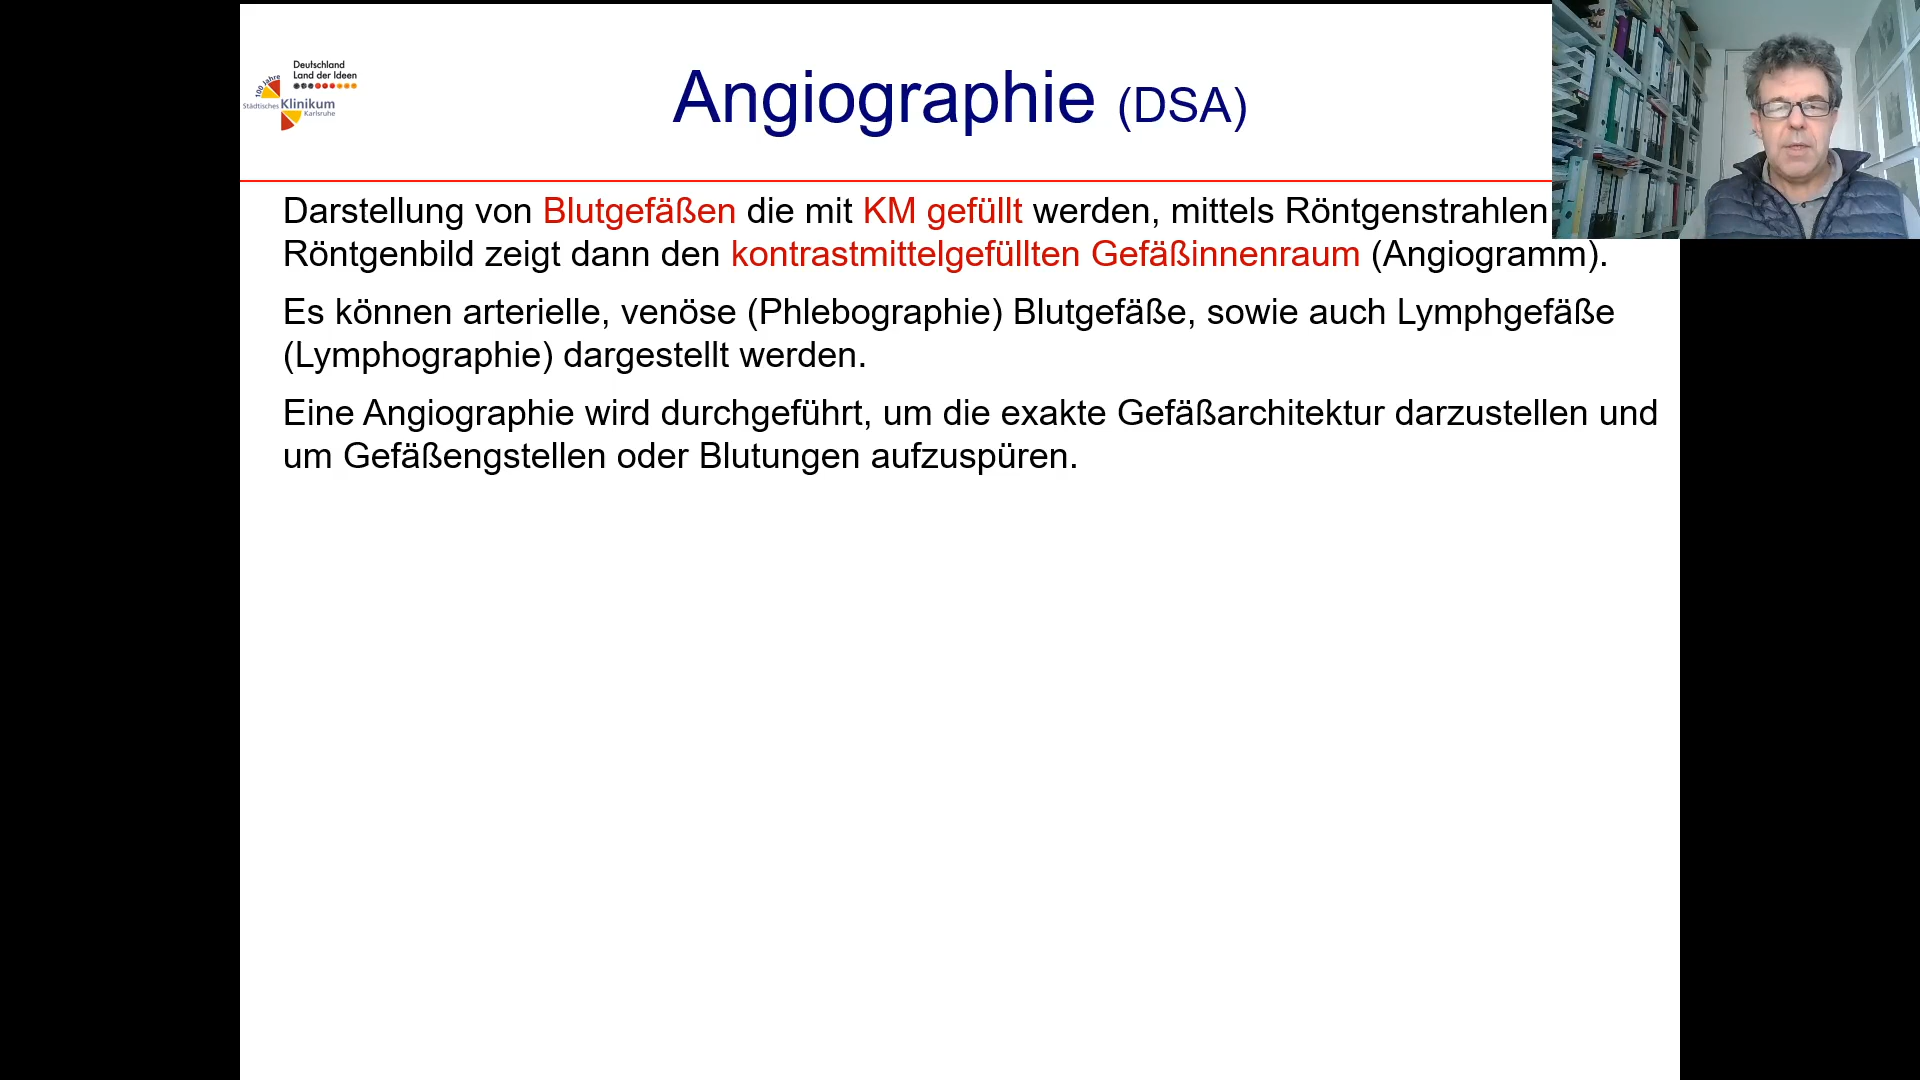 Deutschland
Land der Ideen
100 Jahre
Städtisches Klinikum
Karlsruhe
Angiographie (DSA)
Darstellung von Blutgefäßen die mit KM gefüllt werden, mittels Röntgenstrahlen
Röntgenbild zeigt dann den kontrastmittelgefüllten Gefäßinnenraum (Angiogramm).
Es können arterielle, venöse (Phlebographie) Blutgefäße, sowie auch Lymphgefäße
(Lymphographie) dargestellt werden.
Eine Angiographie wird durchgeführt, um die exakte Gefäßarchitektur darzustellen und
um Gefäßengstellen oder Blutungen aufzuspüren.